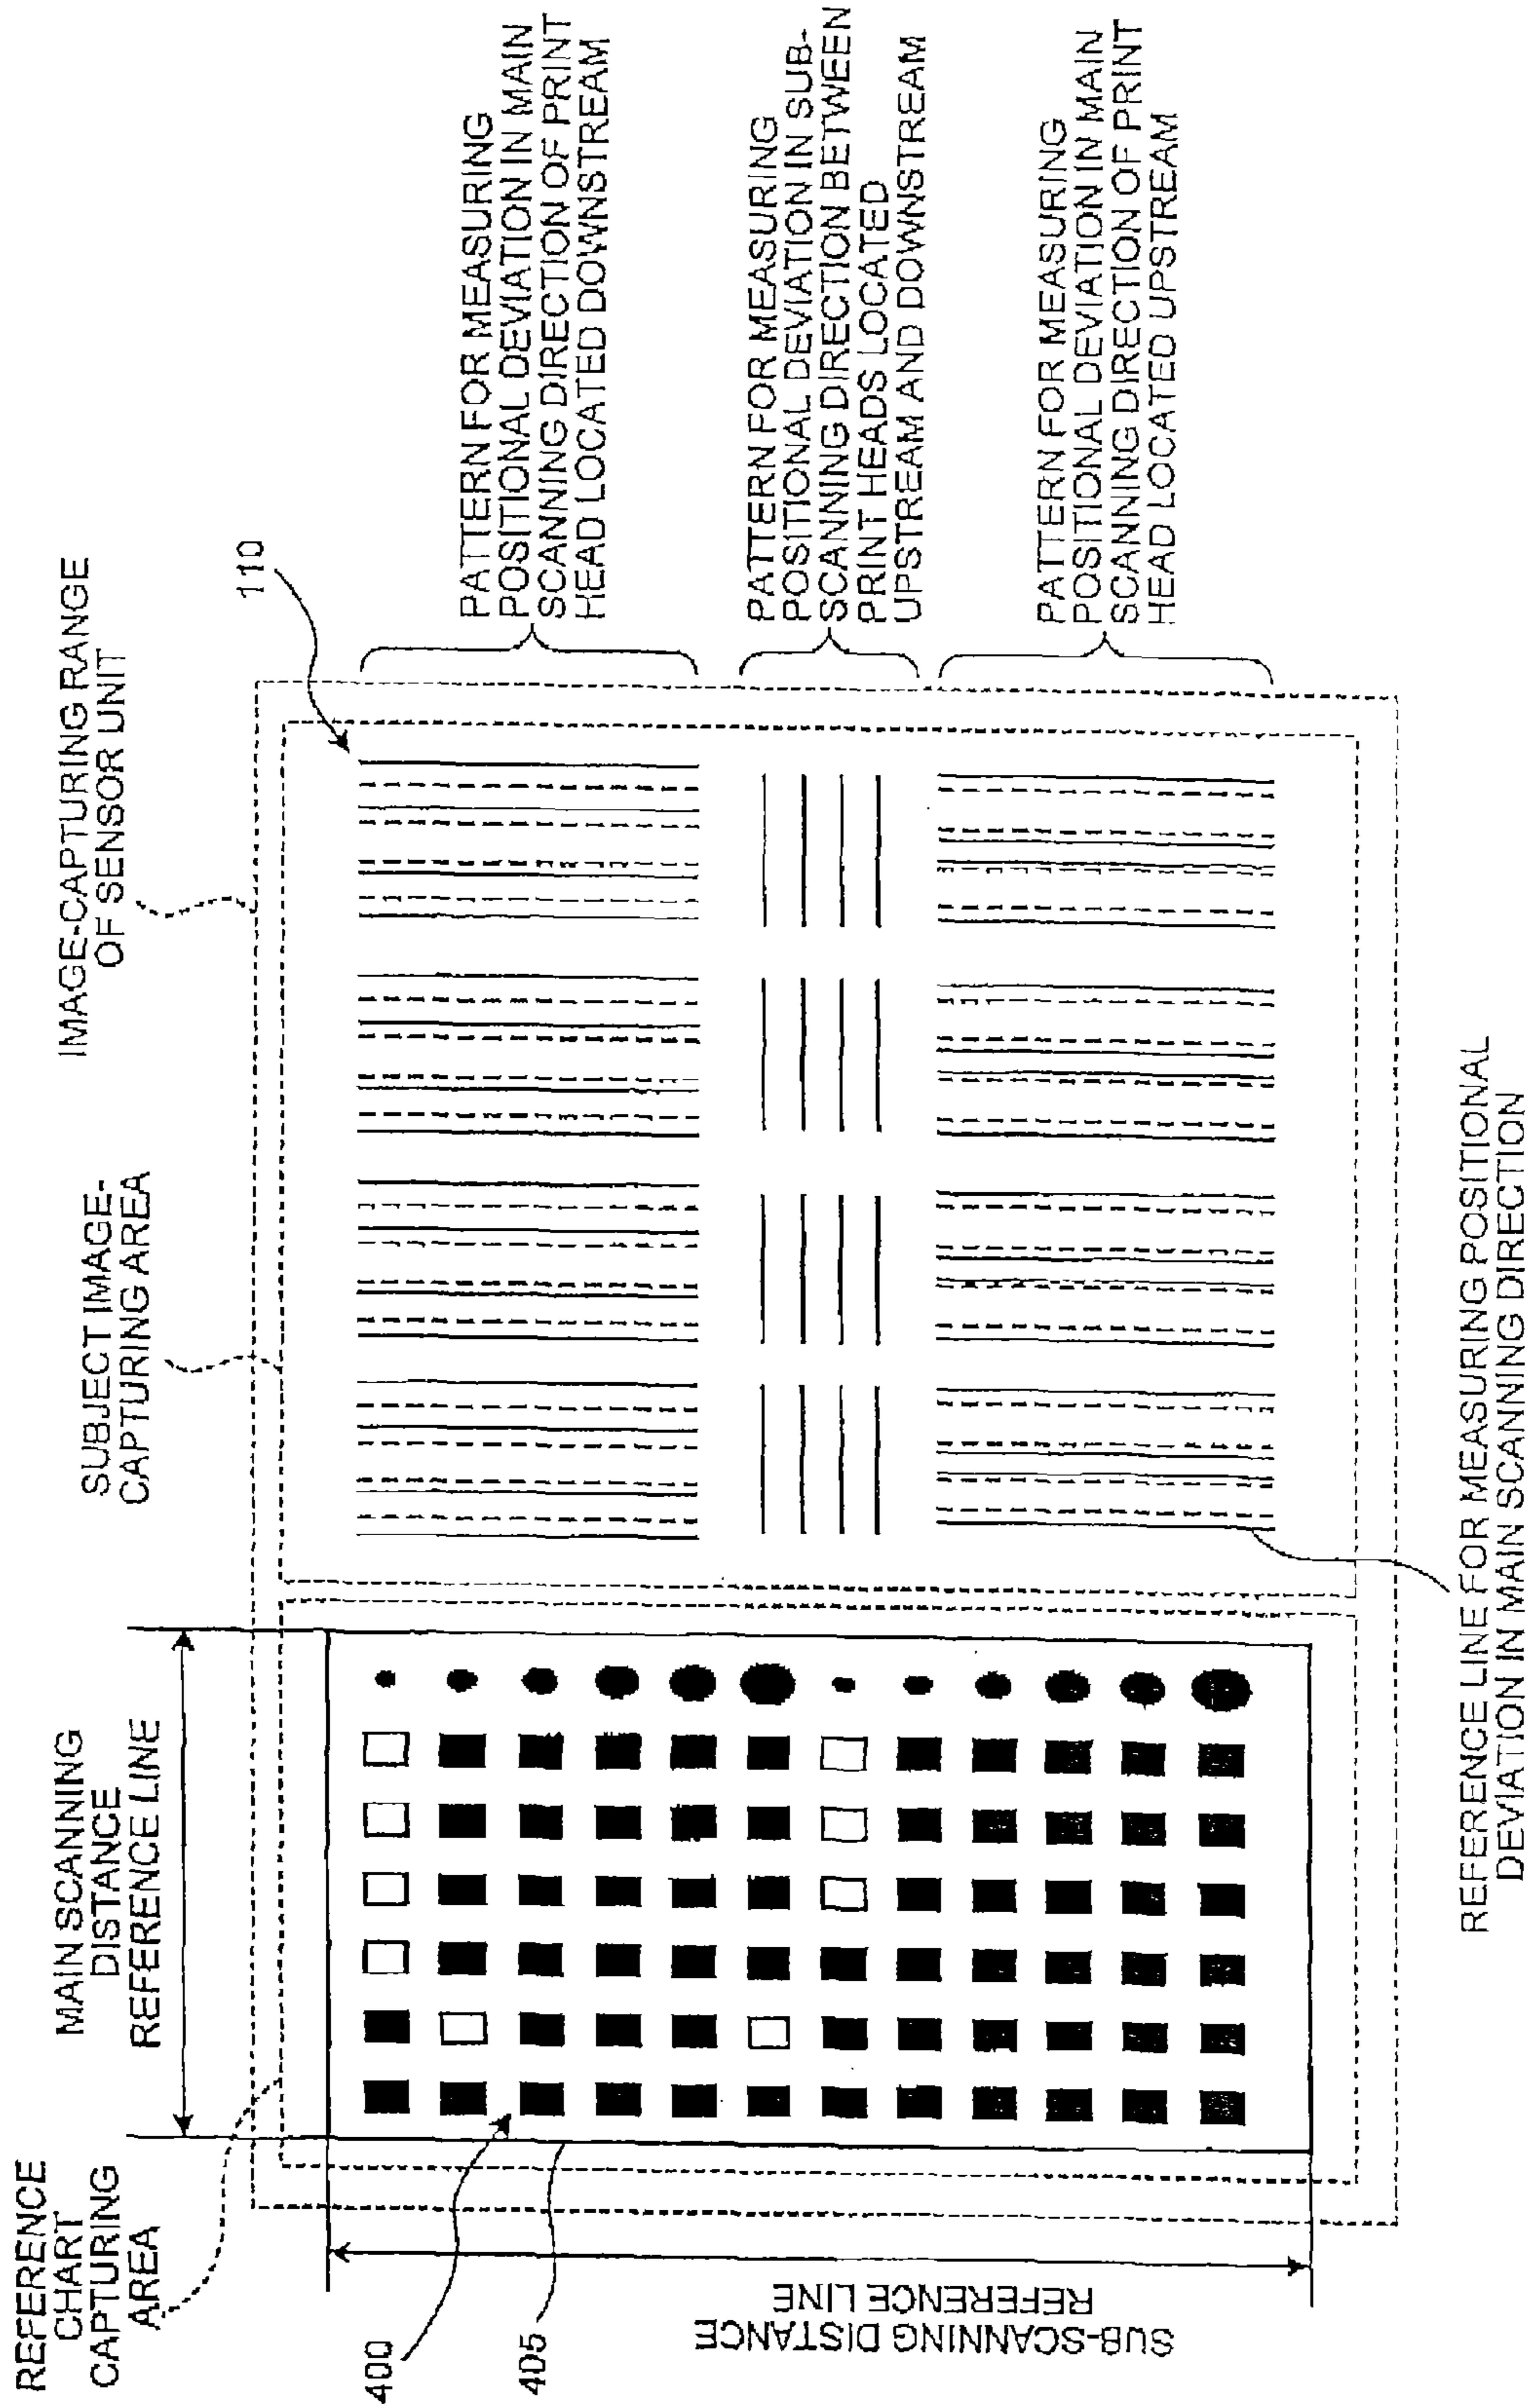 REFERENCE
CHART
CAPTURING
AREA
MAIN SCANNING
DISTANCE
REFERENCE LINE
SUBJECT IMAGE-
CAPTURING AREA
IMAGE-CAPTURING RANGE
OF SENSOR UNIT
110
PATTERN FOR MEASURING
POSITIONAL DEVIATION IN MAIN
SCANNING DIRECTION OF PRINT
HEAD LOCATED DOWNSTREAM
PATTERN FOR MEASURING
POSITIONAL DEVIATION IN SUB-
SCANNING DIRECTION BETWEEN
PRINT HEADS LOCATED
UPSTREAM AND DOWNSTREAM
PATTERN FOR MEASURING
POSITIONAL DEVIATION IN MAIN
SCANNING DIRECTION OF PRINT
HEAD LOCATED UPSTREAM
400
405
SUB-SCANNING DISTANCE
REFERENCE LINE
REFERENCE LINE FOR MEASURING POSITIONAL
DEVIATION IN MAIN SCANNING DIRECTION